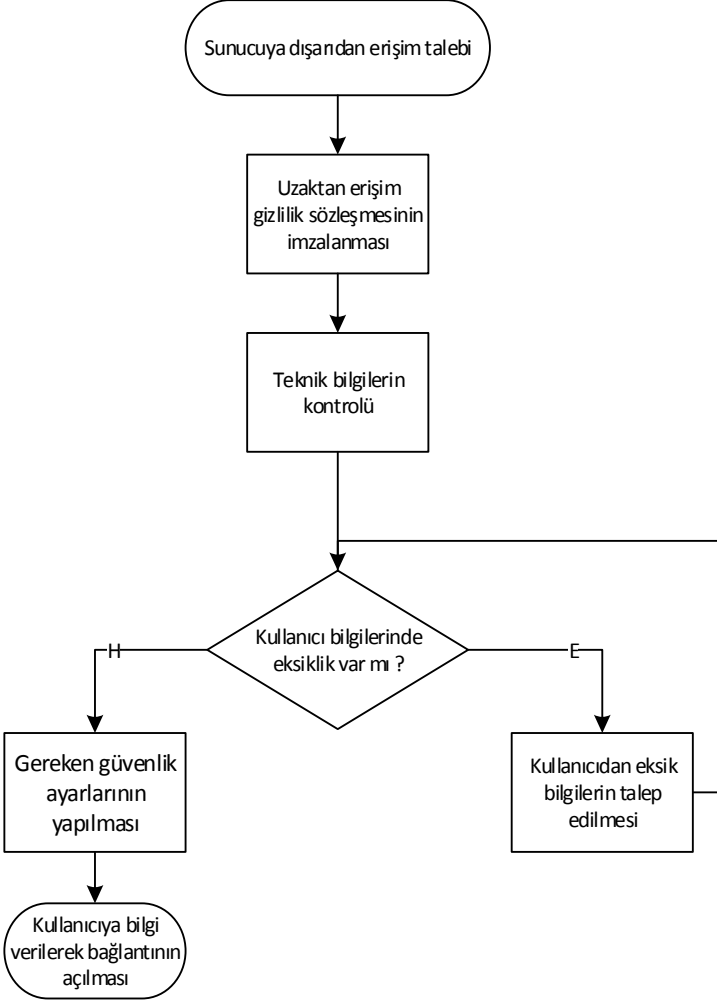 Sunucuya dışarıdan erişim talebi
Uzaktan erişim
gizlilik sözleşmesinin
imzalanması
Teknik bilgilerin
kontrolü
Kullanıcı bilgilerinde
eksiklik var mı ?
H
E
Gereken güvenlik
ayarlarının
yapılması
Kullanıcıdan eksik
bilgilerin talep
edilmesi
Kullanıcıya bilgi
verilerek bağlantının
açılması